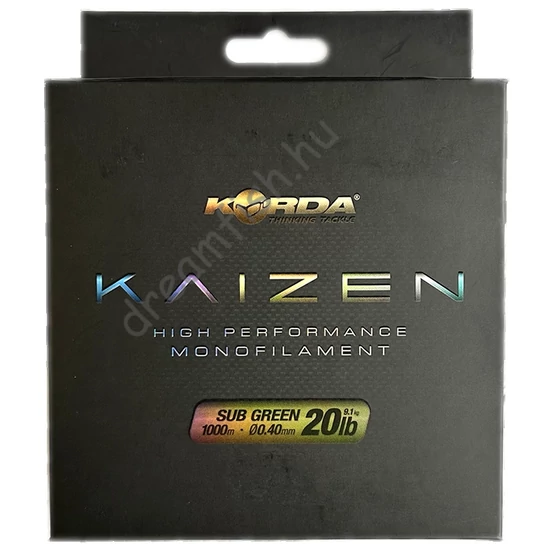 KORDA®
THINKING TACKLE
KAIZEN
HIGH PERFORMANCE
MONOFILAMENT
SUB GREEN 20lb 9.1kg
1000m · Ø0.40mm
dreamfish.hu